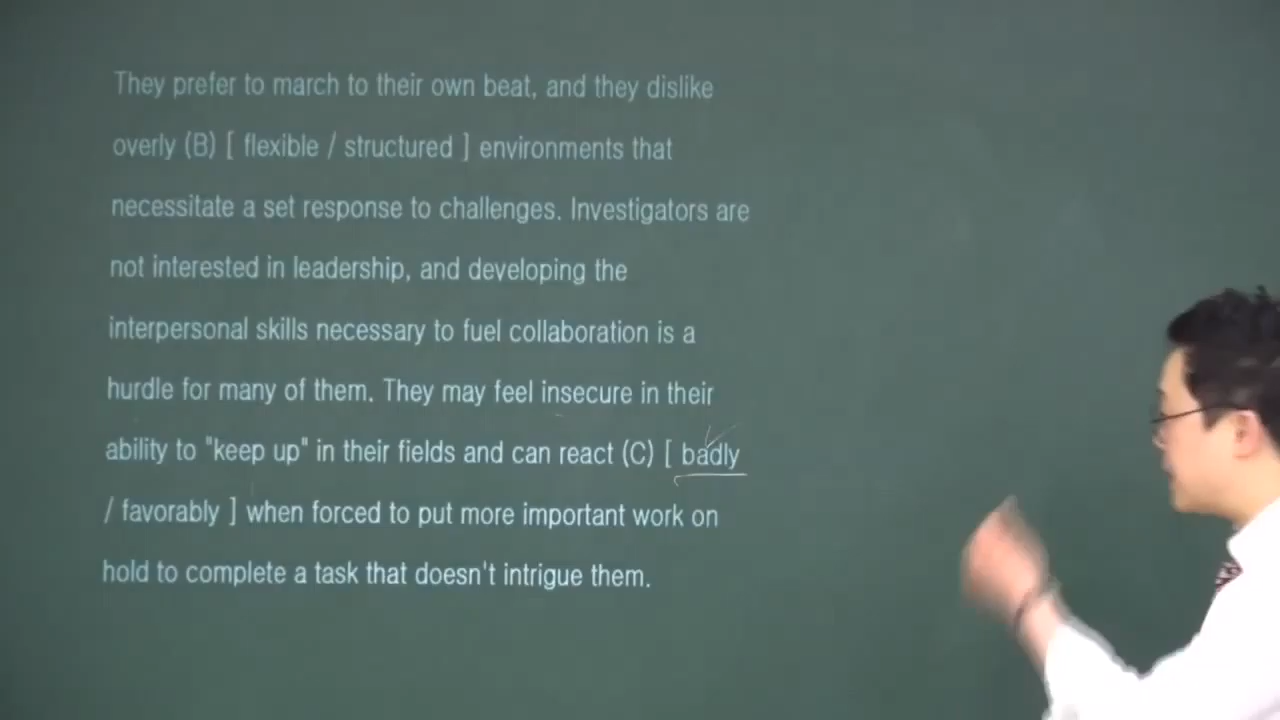 They prefer to march to their own beat, and they dislike
overly (B) [ flexible / structured ] environments that
necessitate a set response to challenges. Investigators are
not interested in leadership, and developing the
interpersonal skills necessary to fuel collaboration is a
hurdle for many of them. They may feel insecure in their
ability to "keep up" in their fields and can react (C) [ badly
/ favorably ] when forced to put more important work on
hold to complete a task that doesn't intrigue them.